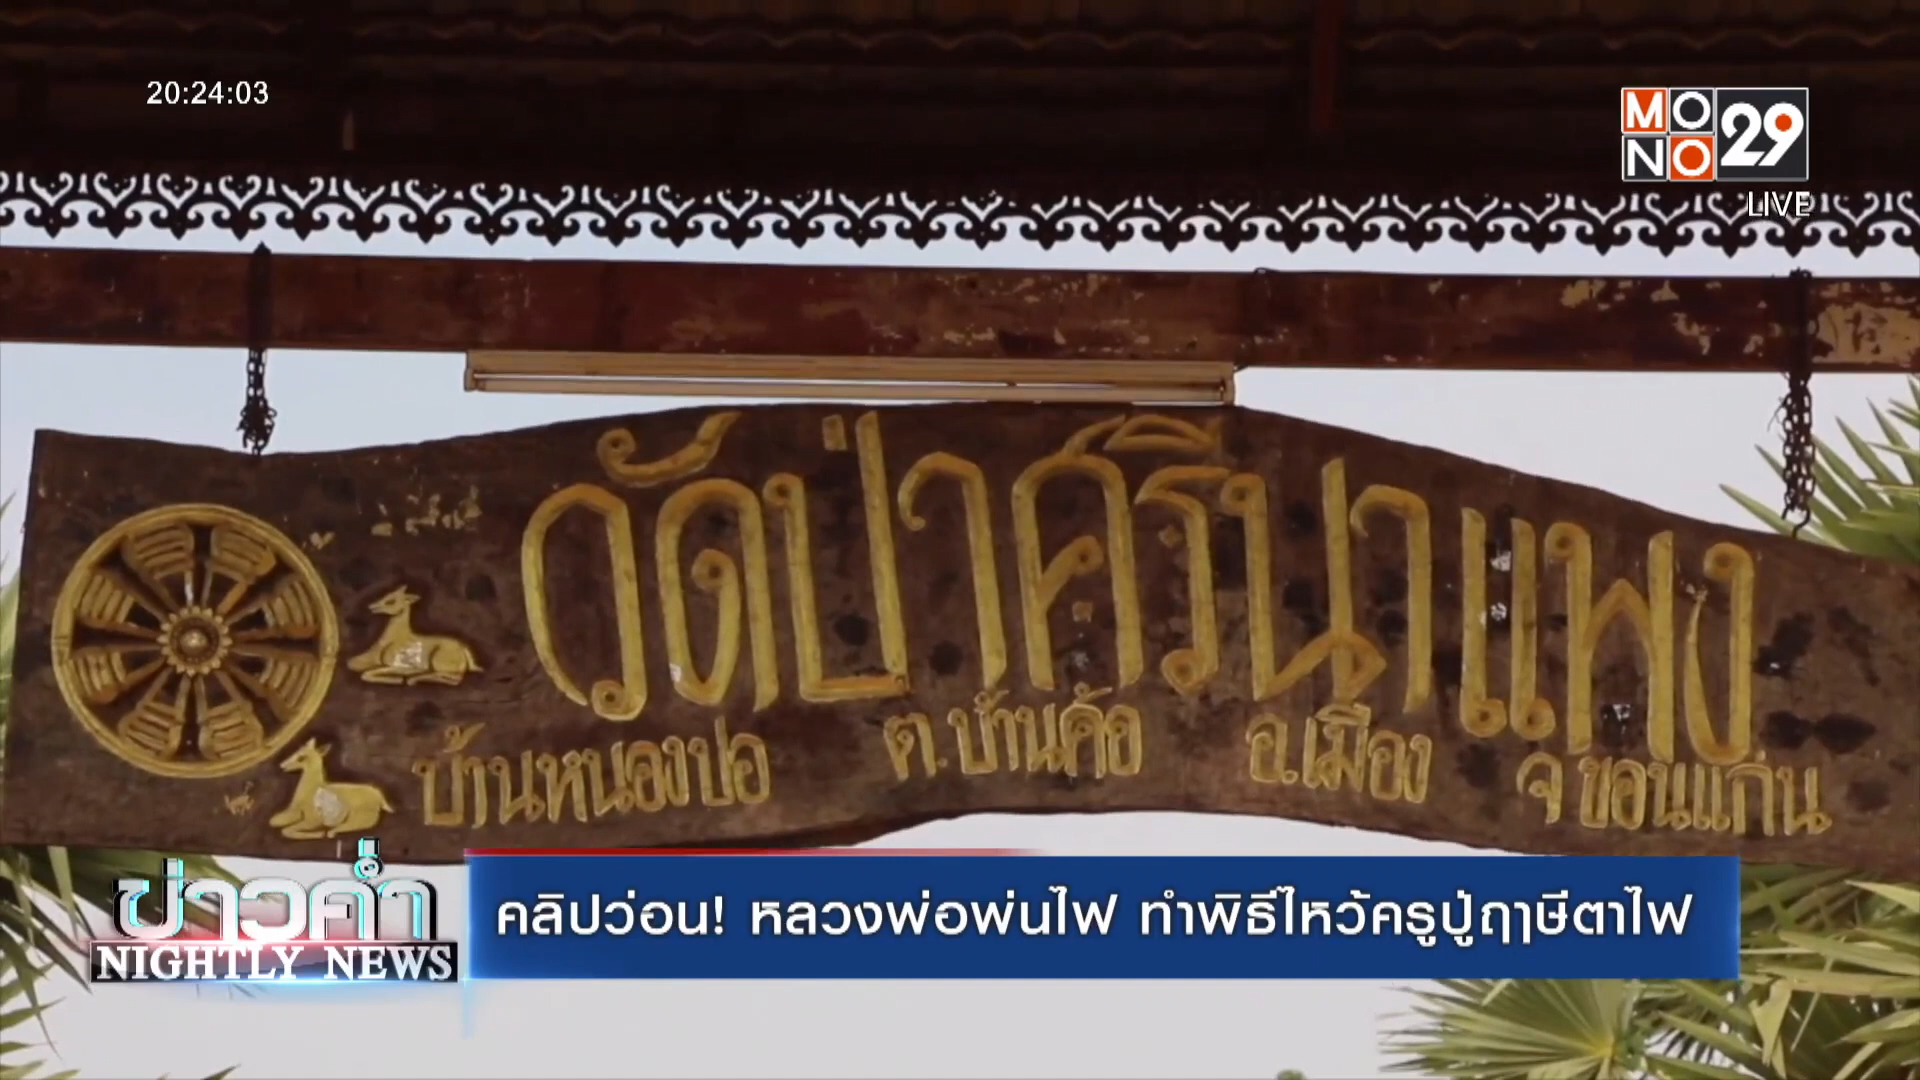 20:24:03
MONO 29
LIVE
วัดป่าศรีนาแพง
บ้านหนองปอ ต.บ้านค้อ อ.เมือง จ.ขอนแก่น
ข่าวค่ำ
NIGHTLY NEWS
คลิปว่อน! หลวงพ่อพ่นไฟ ทำพิธีไหว้ครูปู่ฤๅษีตาไฟ